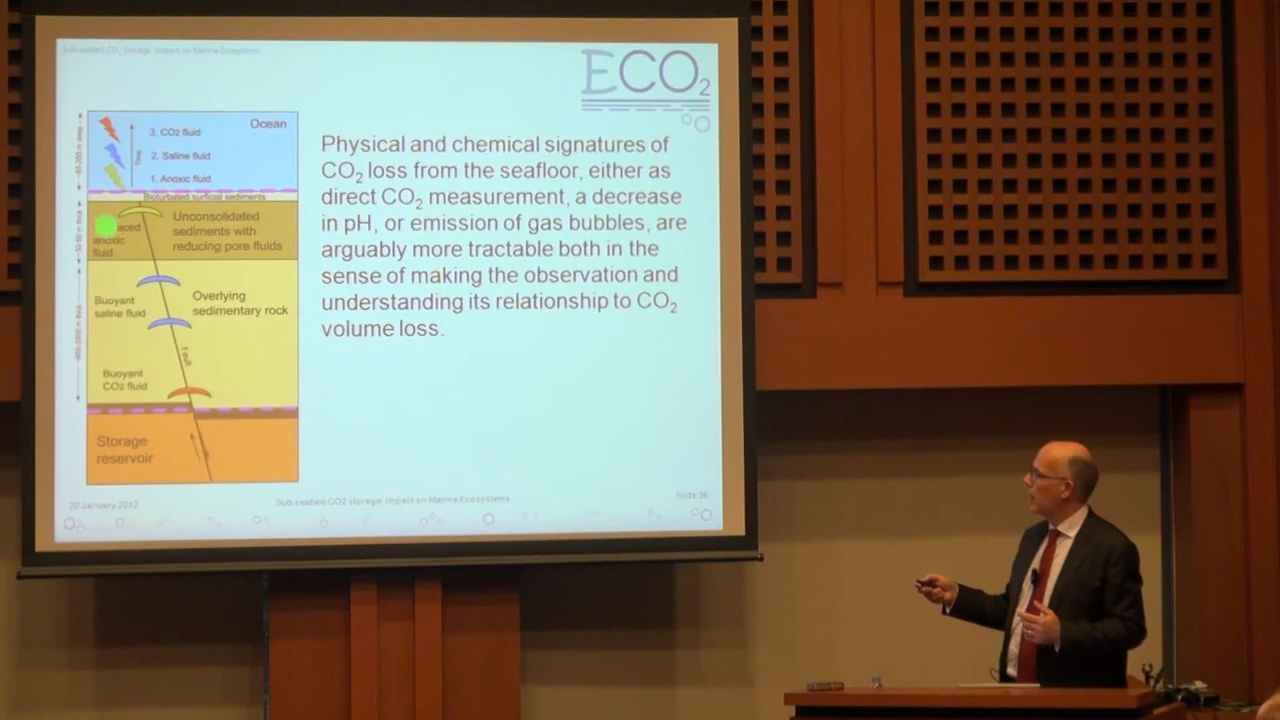 Sub-seabed CO2 Storage: Impact on Marine Ecosystems
ECO2
Ocean
3. CO2 fluid
2. Saline fluid
1. Anoxic fluid
Time
Bioturbated surficial sediments
Unconsolidated
sediments with
reducing pore fluids
anoxic
fluid
Buoyant
saline fluid
Overlying
sedimentary rock
Fault
Buoyant
CO2 fluid
Storage
reservoir
Physical and chemical signatures of
CO2 loss from the seafloor, either as
direct CO2 measurement, a decrease
in pH, or emission of gas bubbles, are
arguably more tractable both in the
sense of making the observation and
understanding its relationship to CO2
volume loss.
20 January 2012
Sub-seabed CO2 storage: Impact on Marine Ecosystems
Slide 35